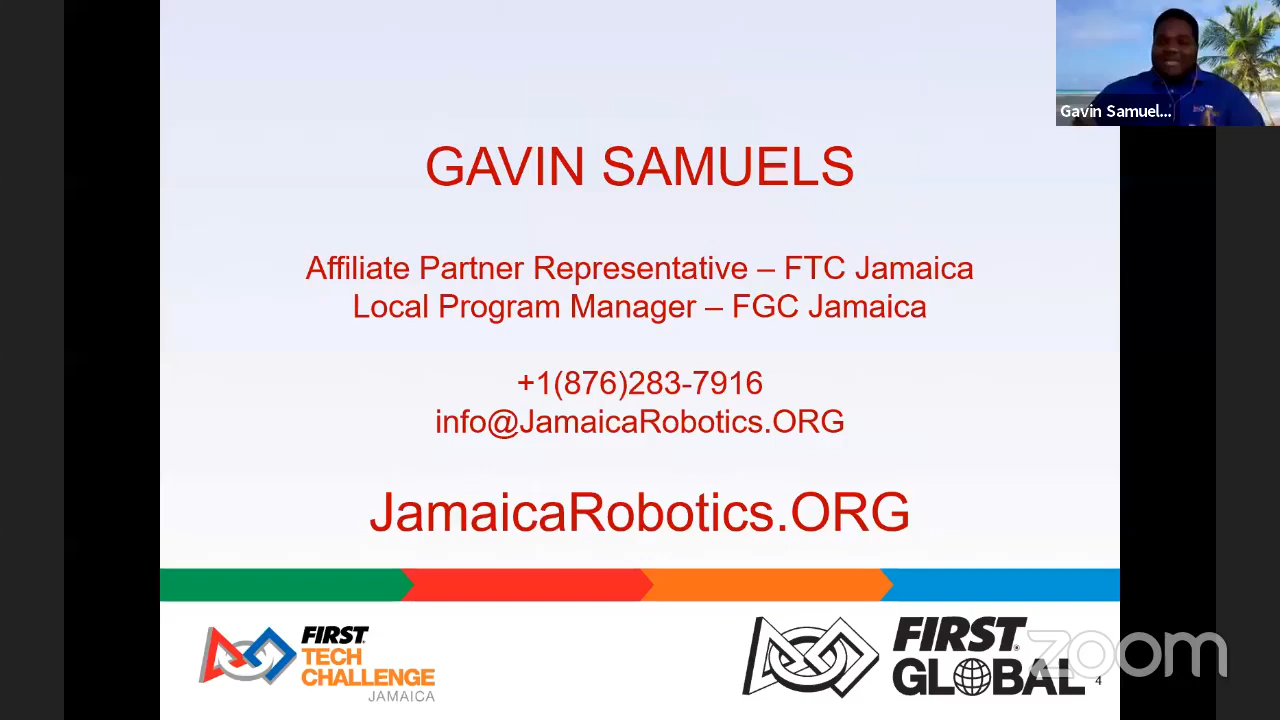 Gavin Samuel...
GAVIN SAMUELS
Affiliate Partner Representative – FTC Jamaica
Local Program Manager – FGC Jamaica
+1(876)283-7916
info@JamaicaRobotics.ORG
JamaicaRobotics.ORG
FIRST
TECH
CHALLENGE
JAMAICA
FIRST
GLOBAL
4
zoom